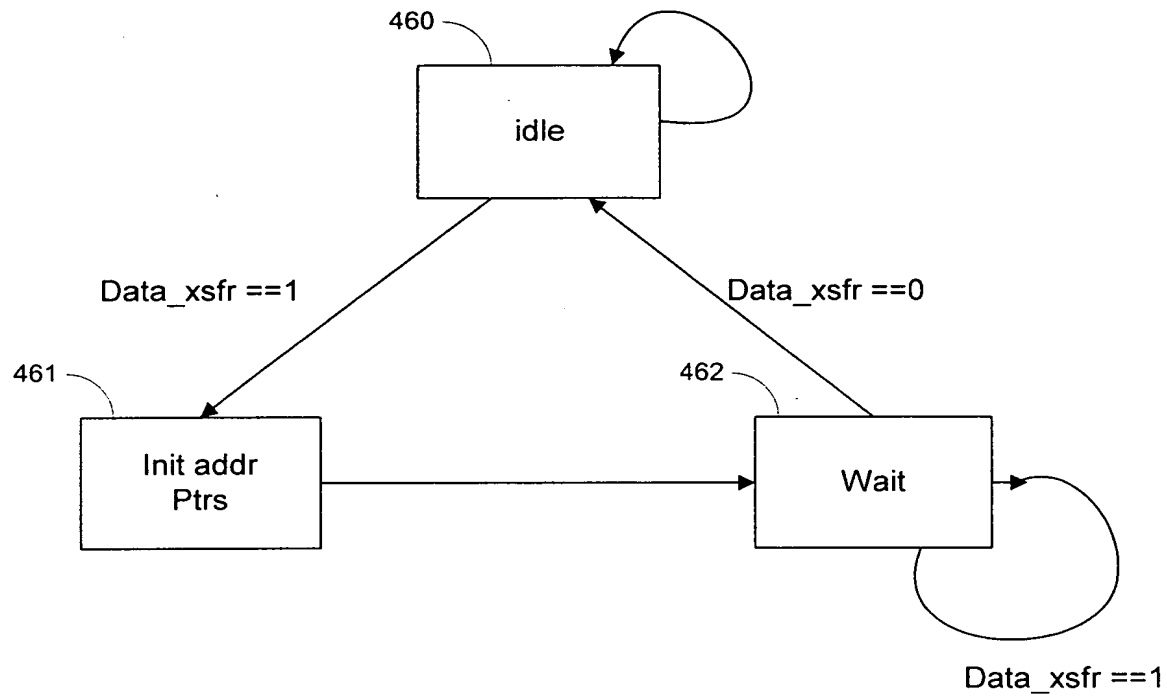 460
idle
Data_xsfr ==1
Data_xsfr ==0
461
462
Init addr
Ptrs
Wait
Data_xsfr ==1